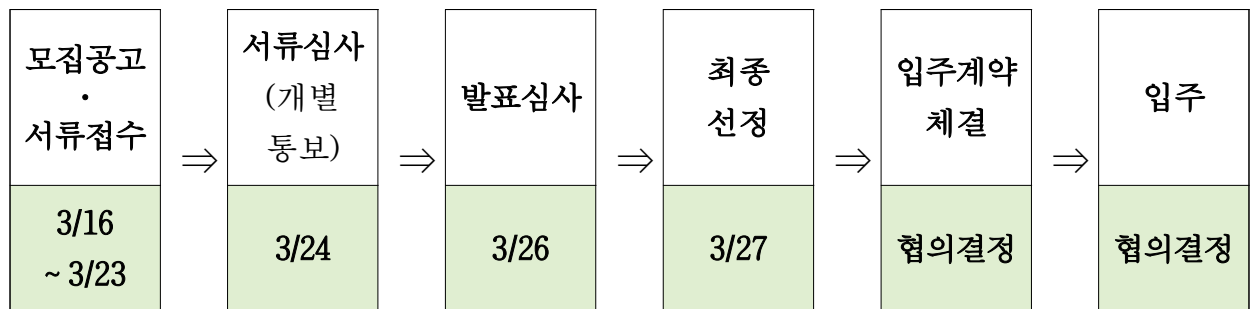 모집공고
·
서류접수
3/16
~ 3/23
⇒
서류심사
(개별
통보)
3/24
⇒
발표심사
3/26
⇒
최종
선정
3/27
⇒
입주계약
체결
협의결정
⇒
입주
협의결정